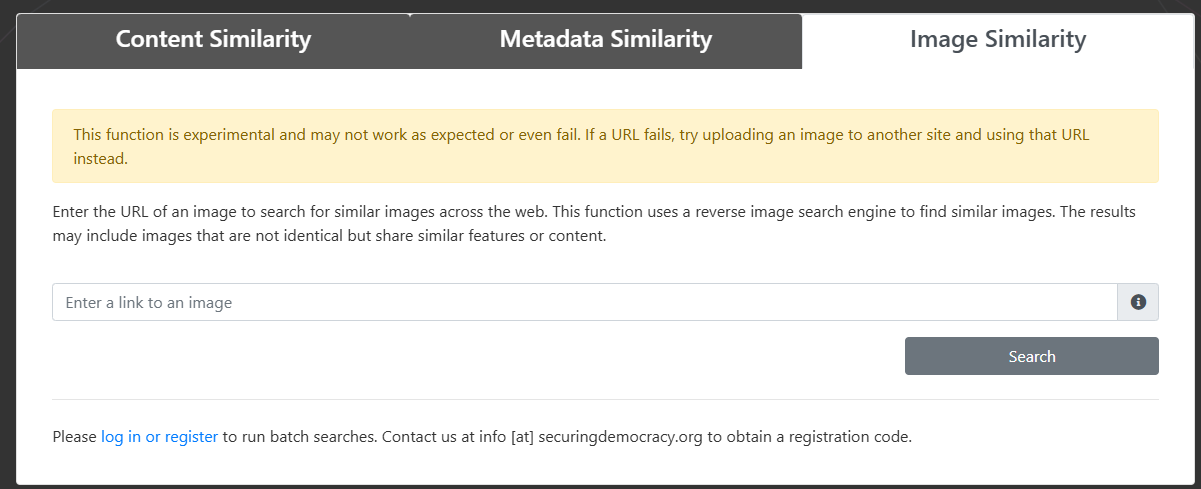 Content Similarity
Metadata Similarity
Image Similarity
This function is experimental and may not work as expected or even fail. If a URL fails, try uploading an image to another site and using that URL
instead.
Enter the URL of an image to search for similar images across the web. This function uses a reverse image search engine to find similar images. The results
may include images that are not identical but share similar features or content.
Enter a link to an image
Search
Please log in or register to run batch searches. Contact us at info [at] securingdemocracy.org to obtain a registration code.